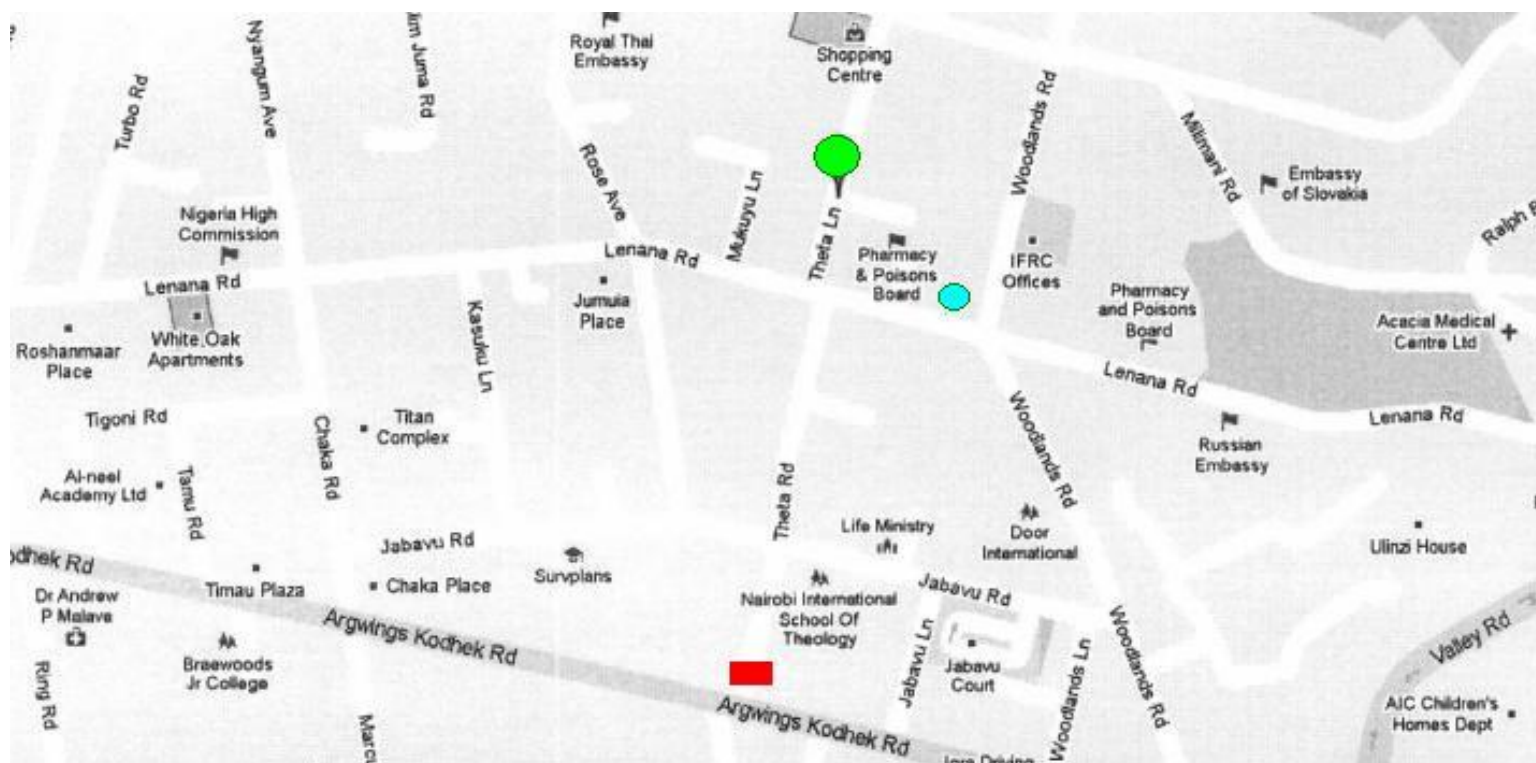 Nyangum Ave
Jim Juma Rd
Royal Thai
Embassy
Shopping
Centre
Turbo Rd
Woodlands Rd
Milimani Rd
Rose Ave
Mukuyu Ln
Theta Ln
Embassy
of Slovakia
Nigeria High
Commission
Lenana Rd
Pharmacy
& Poisons
Board
IFRC
Offices
Ralph
Lenana Rd
Jumuia
Place
Pharmacy
and Poisons
Board
Acacia Medical
Centre Ltd
Roshanmaar
Place
White Oak
Apartments
Kasuku Ln
Lenana Rd
Lenana Rd
Tigoni Rd
Titan
Complex
Chaka Rd
Woodlands Rd
Russian
Embassy
Al-neel
Academy Ltd
Tamu Rd
Theta Rd
Life Ministry
Door
International
Ulinzi House
Jabavu Rd
dhek Rd
Timau Plaza
Chaka Place
Survplans
Jabavu Rd
Dr Andrew
P Malava
Nairobi International
School Of
Theology
Argwings Kodhek Rd
Braewoods
Jr College
Jabavu Ln
Jabavu
Court
Woodlands Ln
Woodlands Rd
Valley Rd
Ring Rd
Argwings Kodhek Rd
AIC Children's
Homes Dept
Marcu